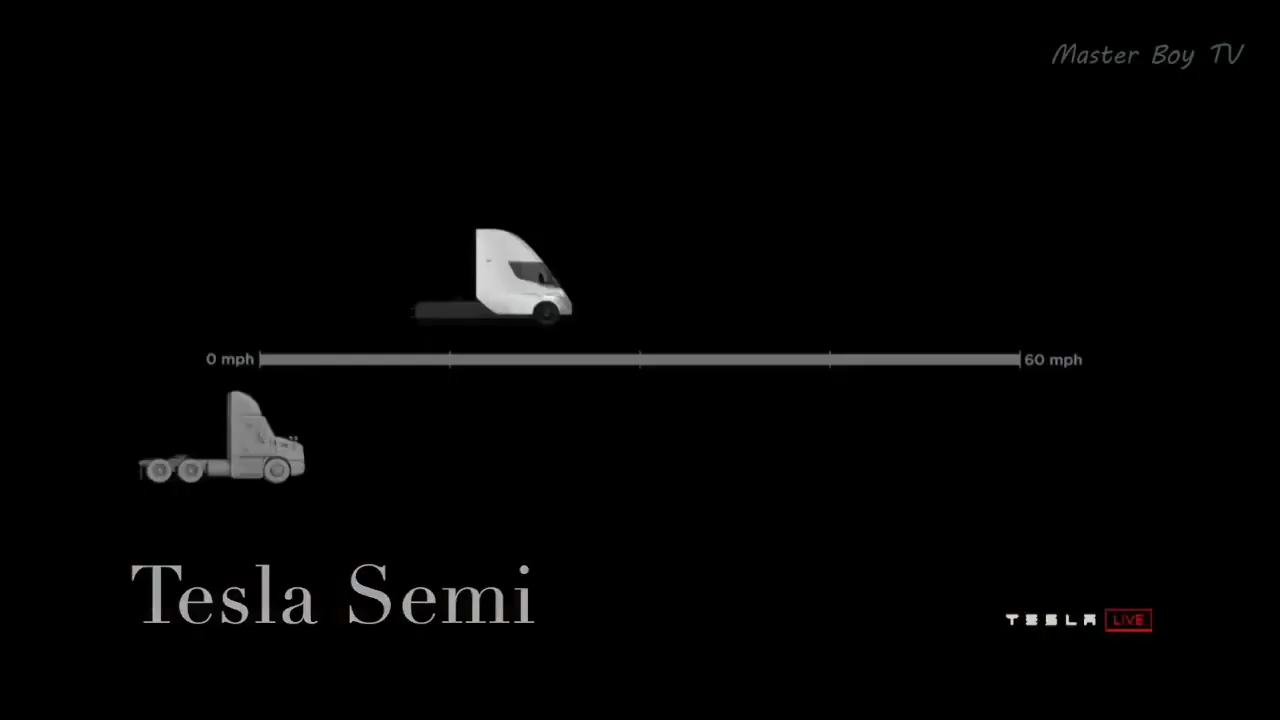 Master Boy TV
0 mph
60 mph
Tesla Semi
TESLA LIVE